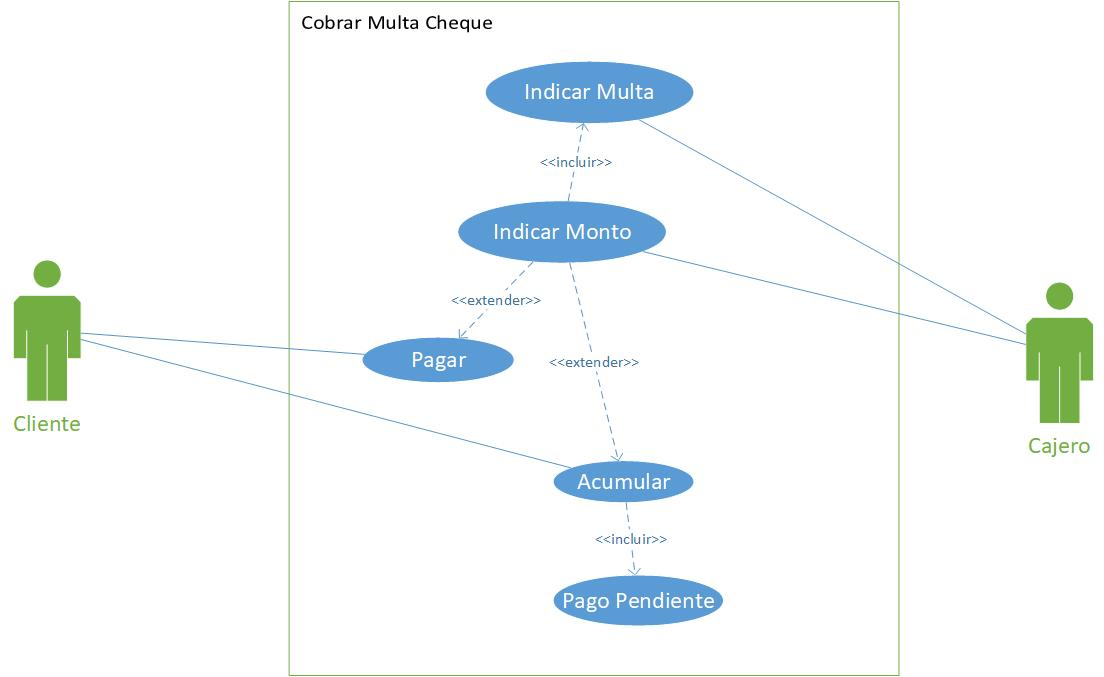 Cobrar Multa Cheque
Indicar Multa
<<incluir>>
Indicar Monto
<<extender>>
Pagar
<<extender>>
Cliente
Cajero
Acumular
<<incluir>>
Pago Pendiente